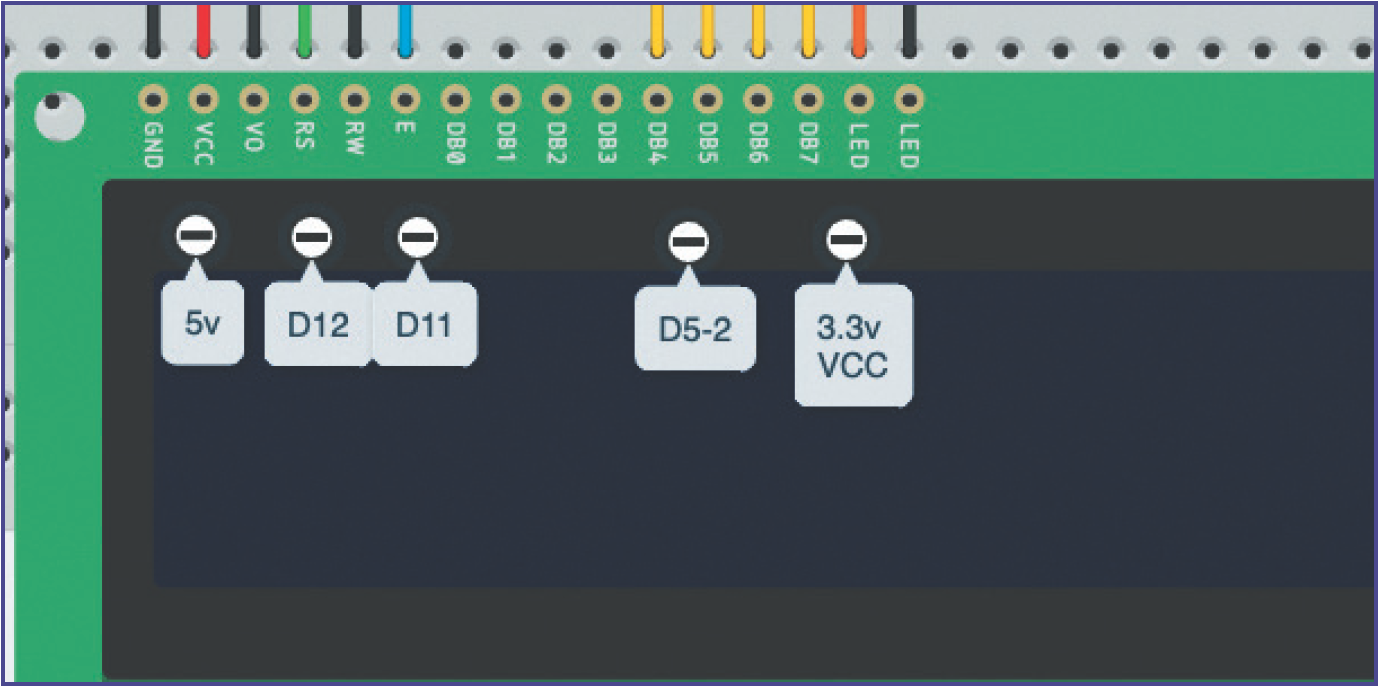 GND VCC VO RS RW E DB0 DB1 DB2 DB3 DB4 DB5 DB6 DB7 LED LED
5v
D12
D11
D5-2
3.3v
VCC